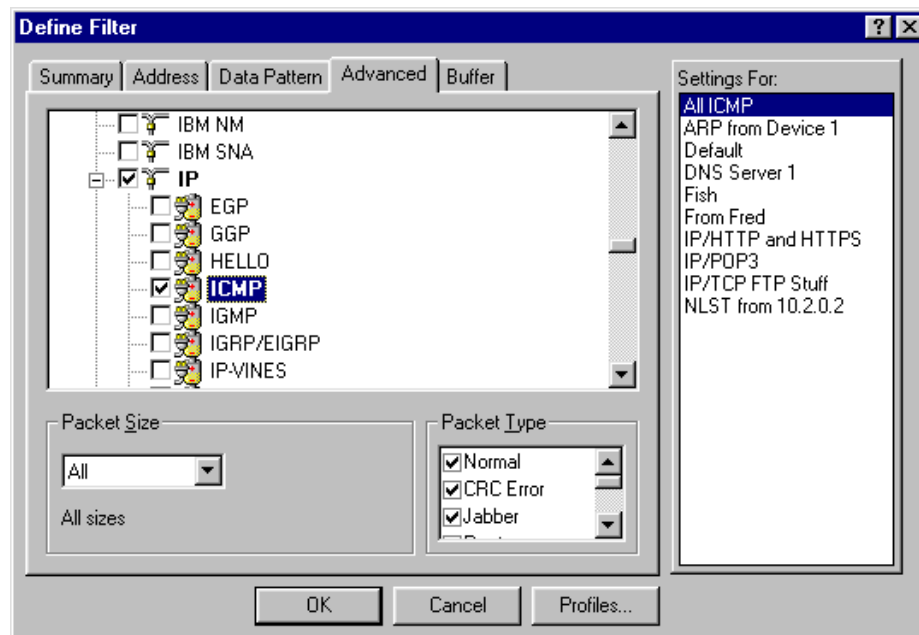 Define Filter
Summary
Address
Data Pattern
Advanced
Buffer
IBM NM
IBM SNA
IP
EGP
GGP
HELLO
ICMP
IGMP
IGRP/EIGRP
IP-VINES
Packet Size
All
All sizes
Packet Type
Normal
CRC Error
Jabber
Settings For:
All ICMP
ARP from Device 1
Default
DNS Server 1
Fish
From Fred
IP/HTTP and HTTPS
IP/POP3
IP/TCP FTP Stuff
NLST from 10.2.0.2
OK
Cancel
Profiles...